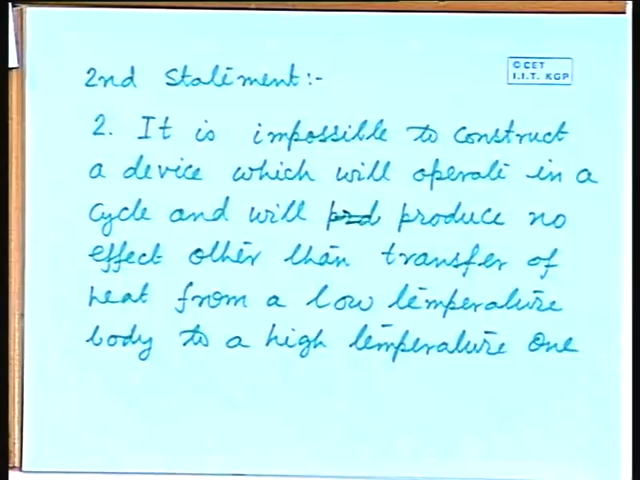 2nd Statement:-
©CET
I.I.T. KGP
2. It is impossible to construct
a device which will operate in a
cycle and will prd produce no
effect other than transfer of
heat from a low temperature
body to a high temperature one